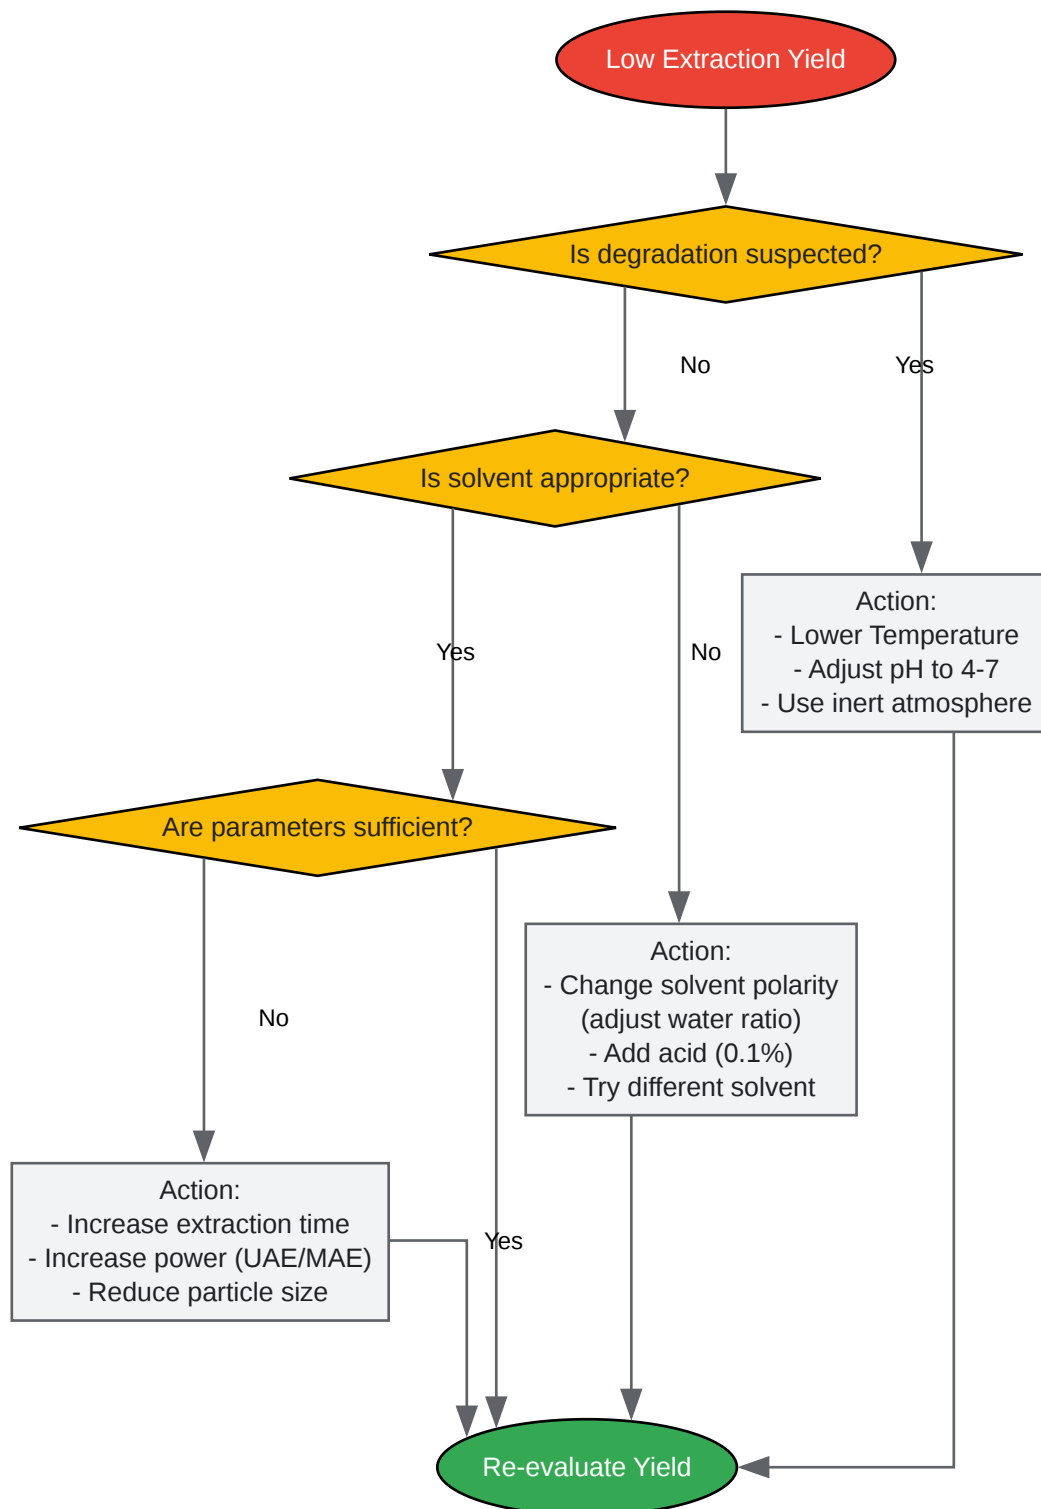 Low Extraction Yield
Is degradation suspected?
No
Yes
Is solvent appropriate?
Action:
- Lower Temperature
- Adjust pH to 4-7
- Use inert atmosphere
Yes
No
Are parameters sufficient?
Action:
- Change solvent polarity
(adjust water ratio)
- Add acid (0.1%)
- Try different solvent
No
Yes
Action:
- Increase extraction time
- Increase power (UAE/MAE)
- Reduce particle size
Re-evaluate Yield